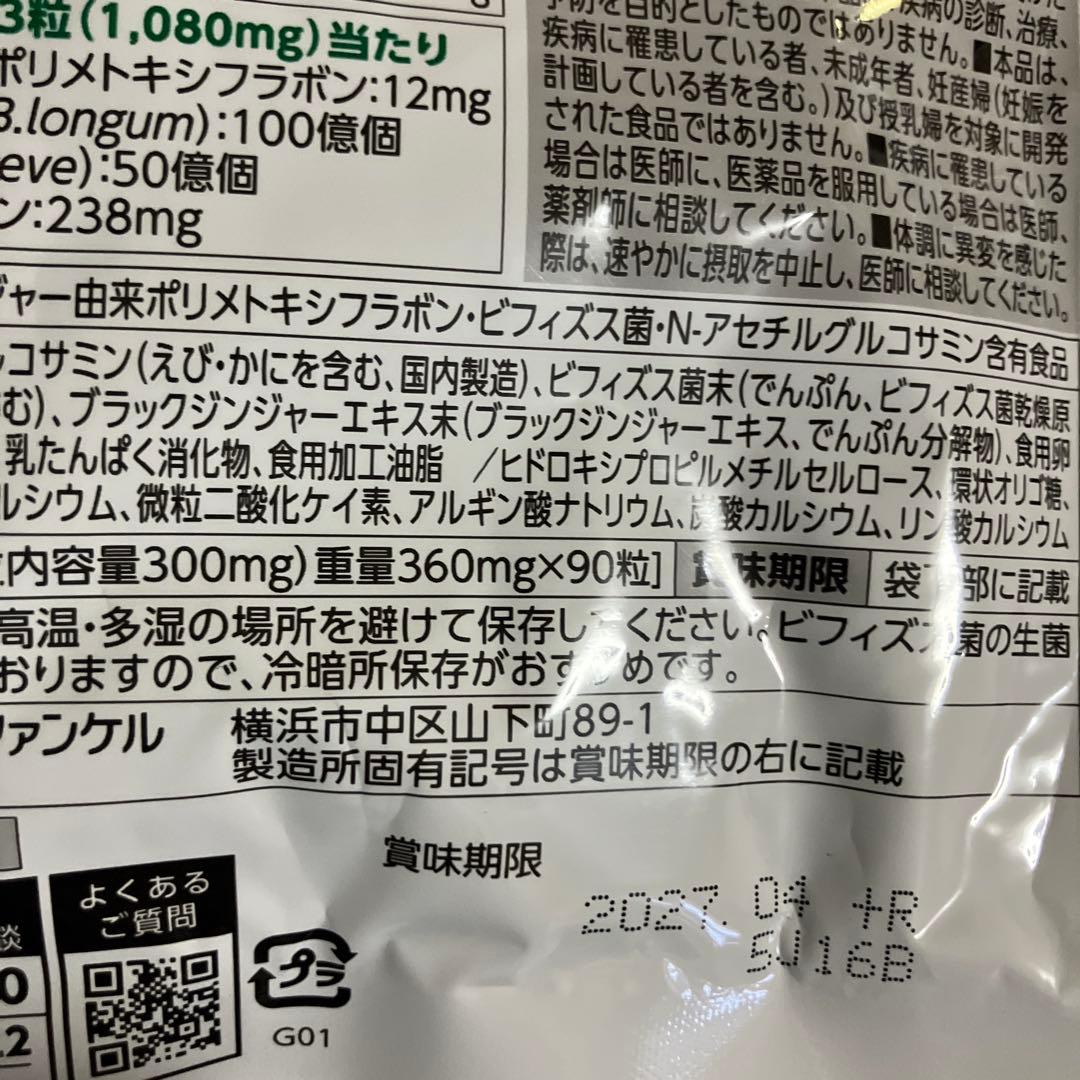 3粒(1,080mg)当たり
ポリメトキシフラボン:12mg
B.longum):100億個
eve):50億個
ン:238mg
予防を目的としたものではありません。■本品は、
疾病の診断、治療、
疾病に罹患している者、未成年者、妊産婦(妊娠を
計画している者を含む。)及び授乳婦を対象に開発
された食品ではありません。■疾病に罹患している
場合は医師に、医薬品を服用している場合は医師、
薬剤師に相談してください。■体調に異変を感じた
際は、速やかに摂取を中止し、医師に相談してください。
ジャー由来ポリメトキシフラボン・ビフィズス菌・N-アセチルグルコサミン含有食品
ルコサミン(えび・かにを含む、国内製造)、ビフィズス菌末(でんぷん、ビフィズス菌乾燥原
む)、ブラックジンジャーエキス末(ブラックジンジャーエキス、でんぷん分解物)、食用卵
乳たんぱく消化物、食用加工油脂 /ヒドロキシプロピルメチルセルロース、環状オリゴ糖、
ルシウム、微粒二酸化ケイ素、アルギン酸ナトリウム、炭酸カルシウム、リン酸カルシウム
内容量300mg)重量360mg×90粒] 賞味期限 袋下部に記載
高温・多湿の場所を避けて保存してください。ビフィズス菌の生菌
おりますので、冷暗所保存がおすすめです。
ファンケル 横浜市中区山下町89-1
製造所固有記号は賞味期限の右に記載
賞味期限
2027.04 +R
5016B
談
0
2
よくある
ご質問
プラ
G01